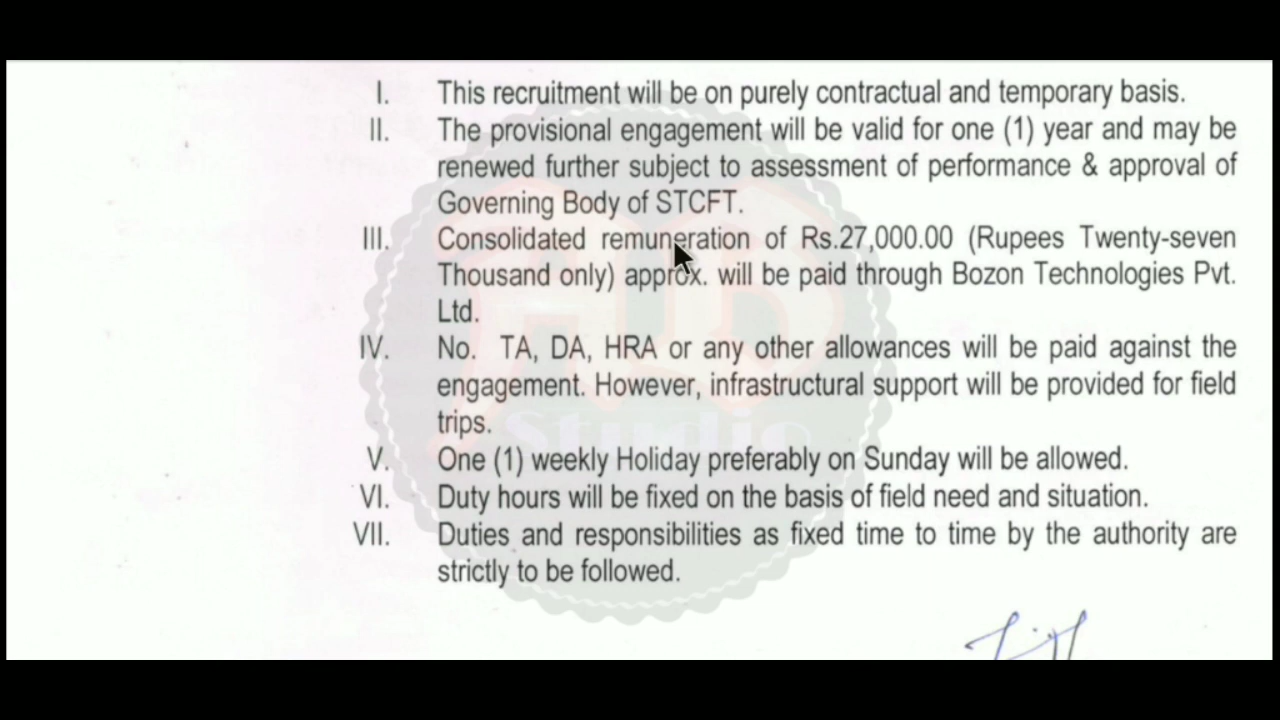 I. This recruitment will be on purely contractual and temporary basis.
II. The provisional engagement will be valid for one (1) year and may be
renewed further subject to assessment of performance & approval of
Governing Body of STCFT.
III. Consolidated remuneration of Rs.27,000.00 (Rupees Twenty-seven
Thousand only) approx. will be paid through Bozon Technologies Pvt.
Ltd.
IV. No. TA, DA, HRA or any other allowances will be paid against the
engagement. However, infrastructural support will be provided for field
trips.
V. One (1) weekly Holiday preferably on Sunday will be allowed.
VI. Duty hours will be fixed on the basis of field need and situation.
VII. Duties and responsibilities as fixed time to time by the authority are
strictly to be followed.
Studio